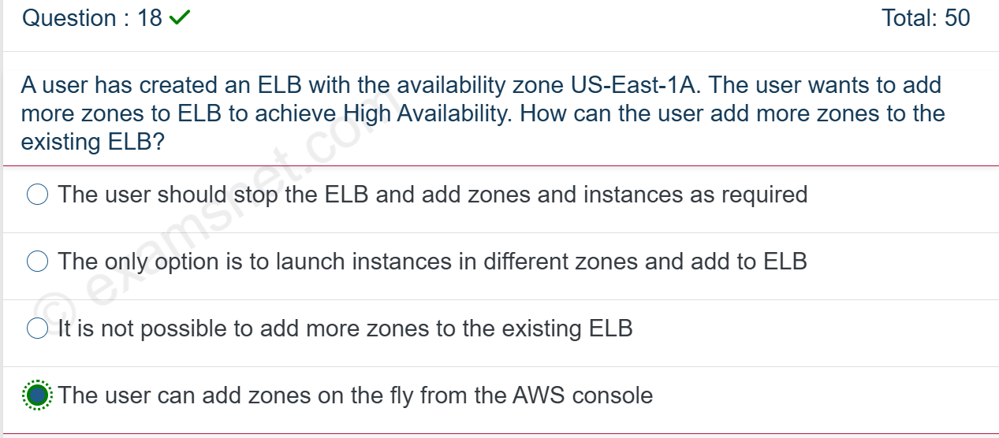 Question : 18 Total: 50
A user has created an ELB with the availability zone US-East-1A. The user wants to add
more zones to ELB to achieve High Availability. How can the user add more zones to the
existing ELB?
The user should stop the ELB and add zones and instances as required
The only option is to launch instances in different zones and add to ELB
It is not possible to add more zones to the existing ELB
The user can add zones on the fly from the AWS console
© examsnet.com